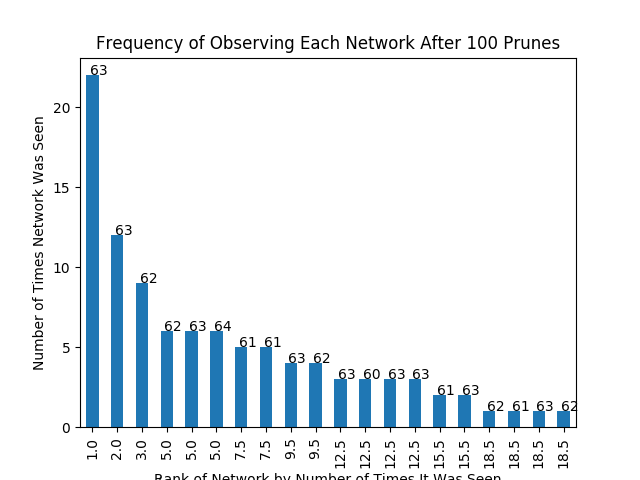 Frequency of Observing Each Network After 100 Prunes
Number of Times Network Was Seen
20
15
10
5
0
63
63
62
62 63 64
61 61
63 62
63 60 63 63
61 63
62 61 63 62
1.0 2.0 3.0 5.0 5.0 5.0 7.5 7.5 9.5 9.5 12.5 12.5 12.5 12.5 15.5 15.5 18.5 18.5 18.5 18.5
Rank of Network by Number of Times It Was Seen